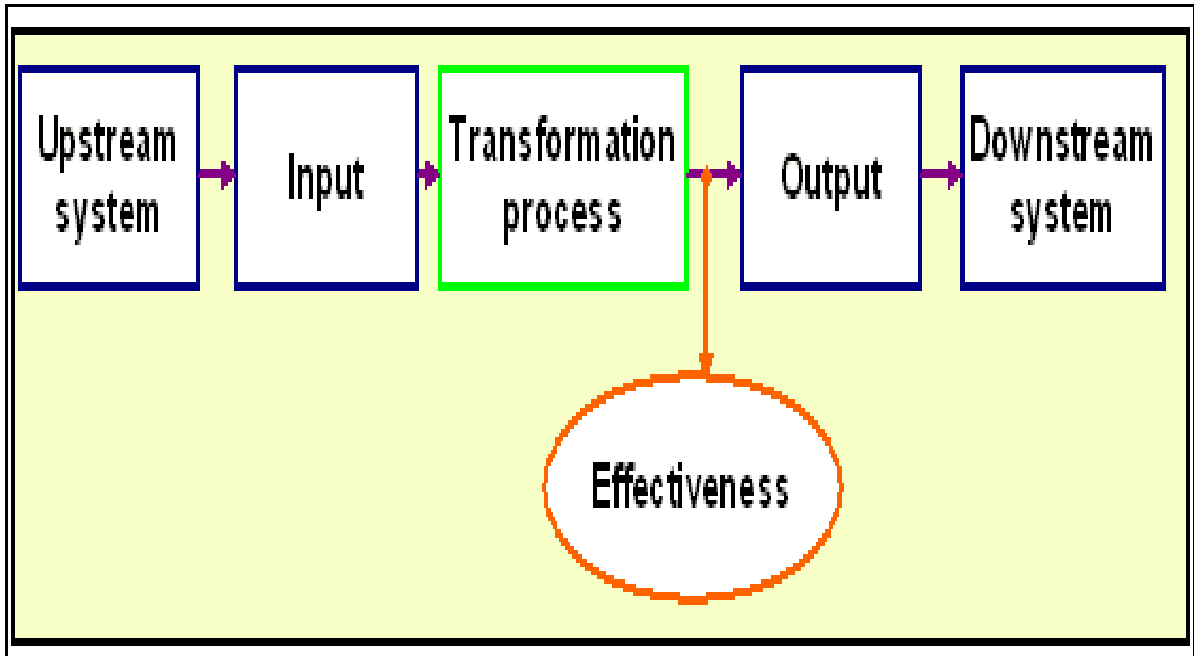 Upstream
system
Input
Transformation
process
Output
Downstream
system
Effectiveness